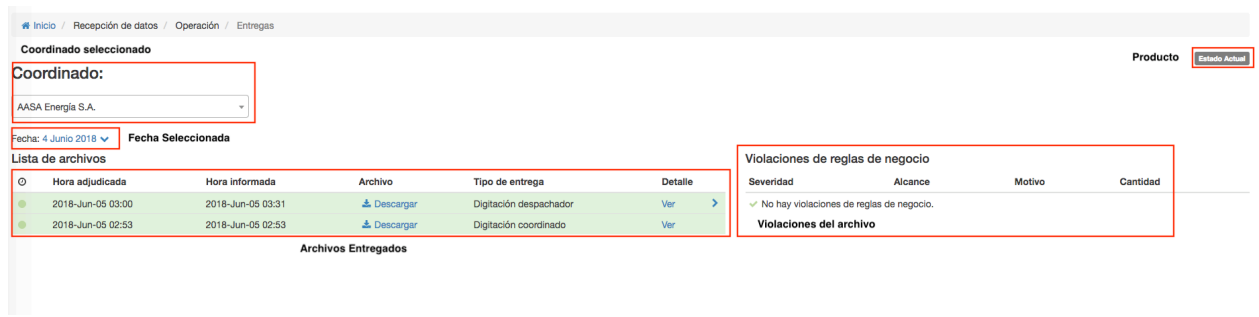 Inicio / Recepción de datos / Operación / Entregas
Coordinado seleccionado
Producto Estado Actual
Coordinado:
AASA Energía S.A.
Fecha: 4 Junio 2018 Fecha Seleccionada
Lista de archivos
Hora adjudicada Hora informada Archivo Tipo de entrega Detalle
2018-Jun-05 03:00 2018-Jun-05 03:31 Descargar Digitación despachador Ver
2018-Jun-05 02:53 2018-Jun-05 02:53 Descargar Digitación coordinado Ver
Archivos Entregados
Violaciones de reglas de negocio
Severidad Alcance Motivo Cantidad
No hay violaciones de reglas de negocio.
Violaciones del archivo